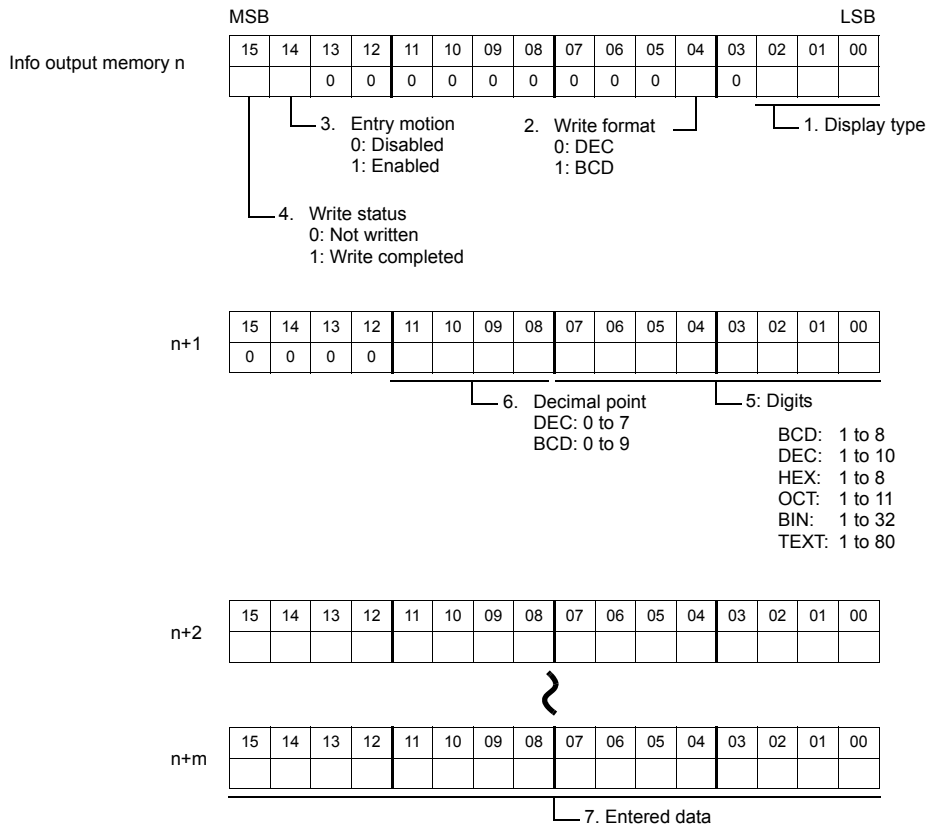 MSB LSB
Info output memory n
15 14 13 12 11 10 09 08 07 06 05 04 03 02 01 00
0 0 0 0 0 0 0 0 0 0
3. Entry motion
0: Disabled
1: Enabled
2. Write format
0: DEC
1: BCD
1. Display type
4. Write status
0: Not written
1: Write completed
n+1
15 14 13 12 11 10 09 08 07 06 05 04 03 02 01 00
0 0 0 0
6. Decimal point
DEC: 0 to 7
BCD: 0 to 9
5: Digits
BCD: 1 to 8
DEC: 1 to 10
HEX: 1 to 8
OCT: 1 to 11
BIN: 1 to 32
TEXT: 1 to 80
n+2
15 14 13 12 11 10 09 08 07 06 05 04 03 02 01 00
n+m
15 14 13 12 11 10 09 08 07 06 05 04 03 02 01 00
7. Entered data